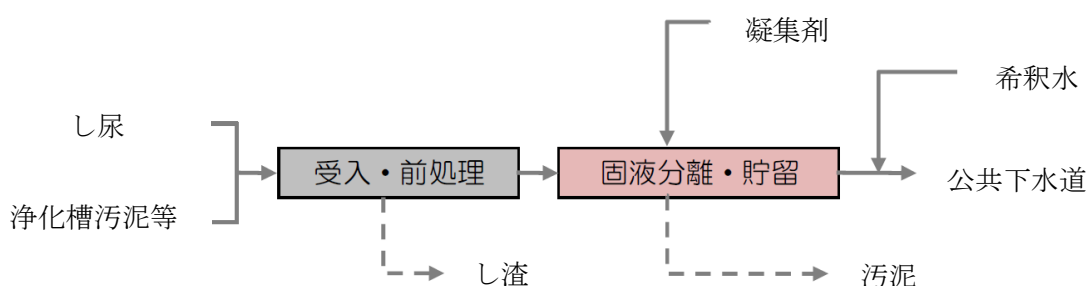 凝集剤
希釈水
し尿
受入・前処理
固液分離・貯留
公共下水道
浄化槽汚泥等
し渣
汚泥